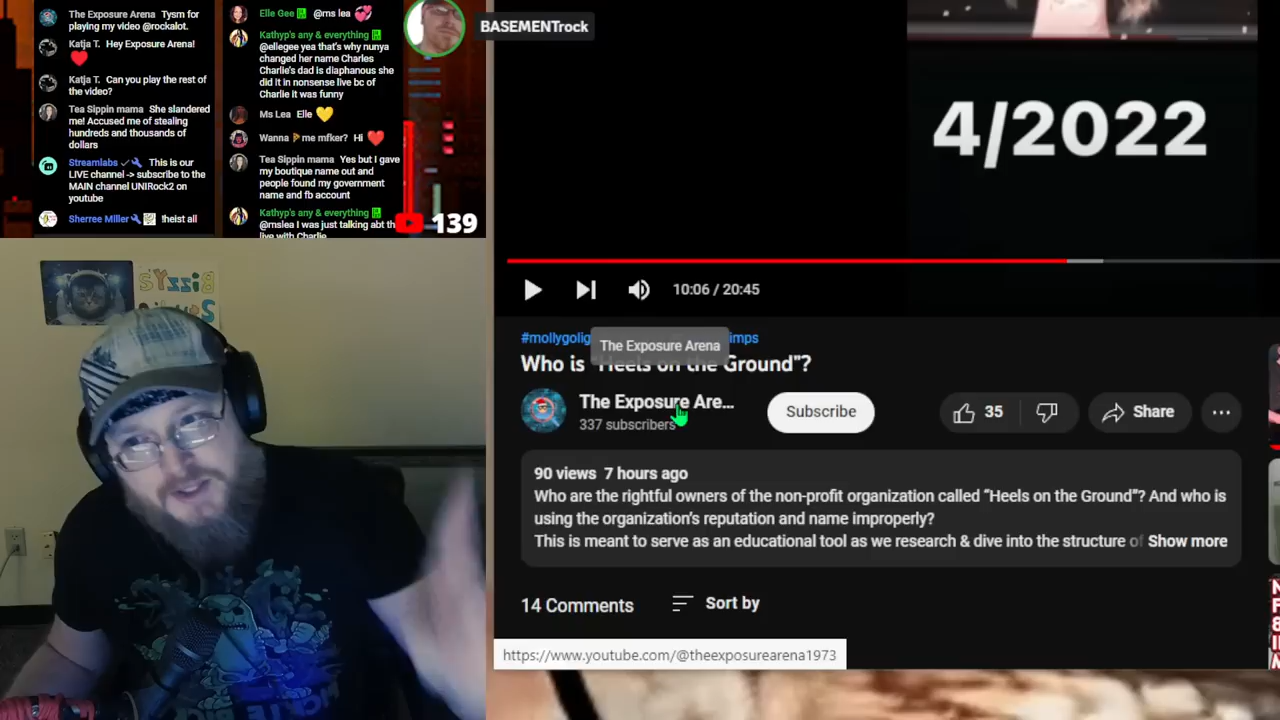 The Exposure Arena Tysm for
playing my video @rockalot.
Katja T. Hey Exposure Arena!
❤️
Katja T. Can you play the rest of
the video?
Tea Sippin mama She slandered
me! Accused me of stealing
hundreds and thousands of
dollars
Streamlabs This is our
LIVE channel -> subscribe to the
MAIN channel UNIRock2 on
youtube
Sherree Miller !heist all
Elle Gee @ms lea 💞
Kathyp's any & everything
@ellegee yea that's why nunya
changed her name Charles
Charlie's dad is diaphanous she
did it in nonsense live bc of
Charlie it was funny
Ms Lea Elle 💛
Wanna me mfker? Hi ❤️
Tea Sippin mama Yes but I gave
my boutique name out and
people found my government
name and fb account
Kathyp's any & everything
@mslea I was just talking abt th
live with Charlie
139
BASEMENTrock
4/2022
10:06 / 20:45
#mollygolig
imps
The Exposure Arena
Who is "Heels on the Ground"?
The Exposure Are...
337 subscribers
Subscribe
35
Share
90 views 7 hours ago
Who are the rightful owners of the non-profit organization called “Heels on the Ground”? And who is
using the organization’s reputation and name improperly?
This is meant to serve as an educational tool as we research & dive into the structure of Show more
14 Comments
Sort by
https://www.youtube.com/@theexposurearena1973